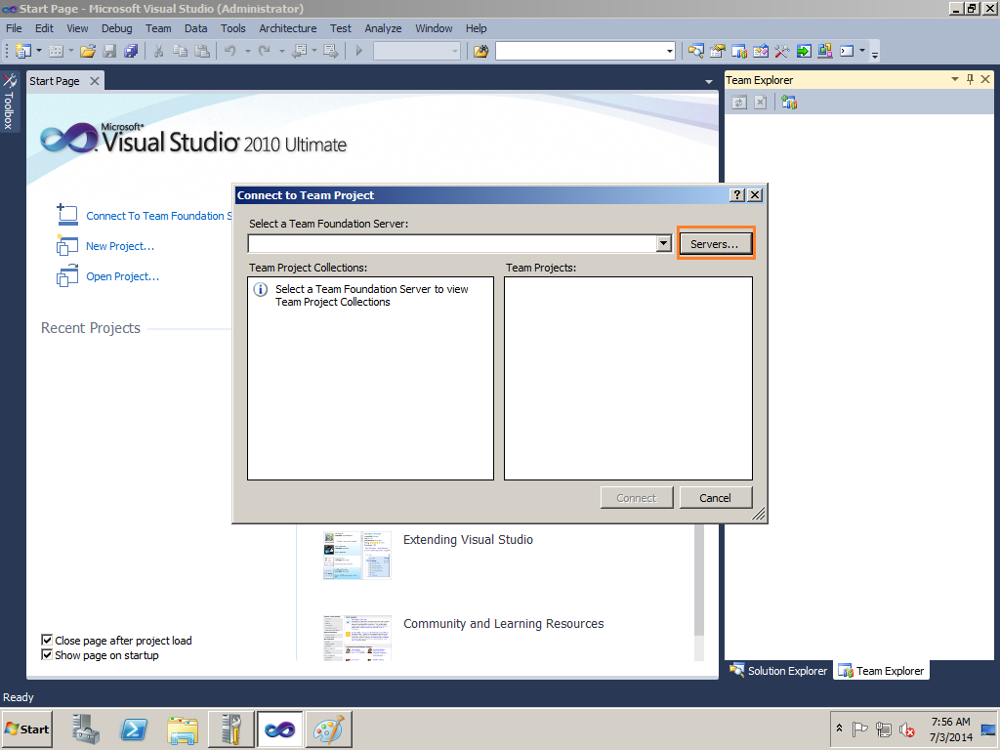 Start Page - Microsoft Visual Studio (Administrator)
File Edit View Debug Team Data Tools Architecture Test Analyze Window Help
Toolbox
Start Page
Team Explorer
Microsoft®
Visual Studio® 2010 Ultimate
Connect To Team Foundation S
New Project...
Open Project...
Recent Projects
Connect to Team Project
Select a Team Foundation Server:
Servers...
Team Project Collections:
Team Projects:
Select a Team Foundation Server to view
Team Project Collections
Connect
Cancel
Extending Visual Studio
Community and Learning Resources
Close page after project load
Show page on startup
Solution Explorer
Team Explorer
Ready
Start
7:56 AM
7/3/2014